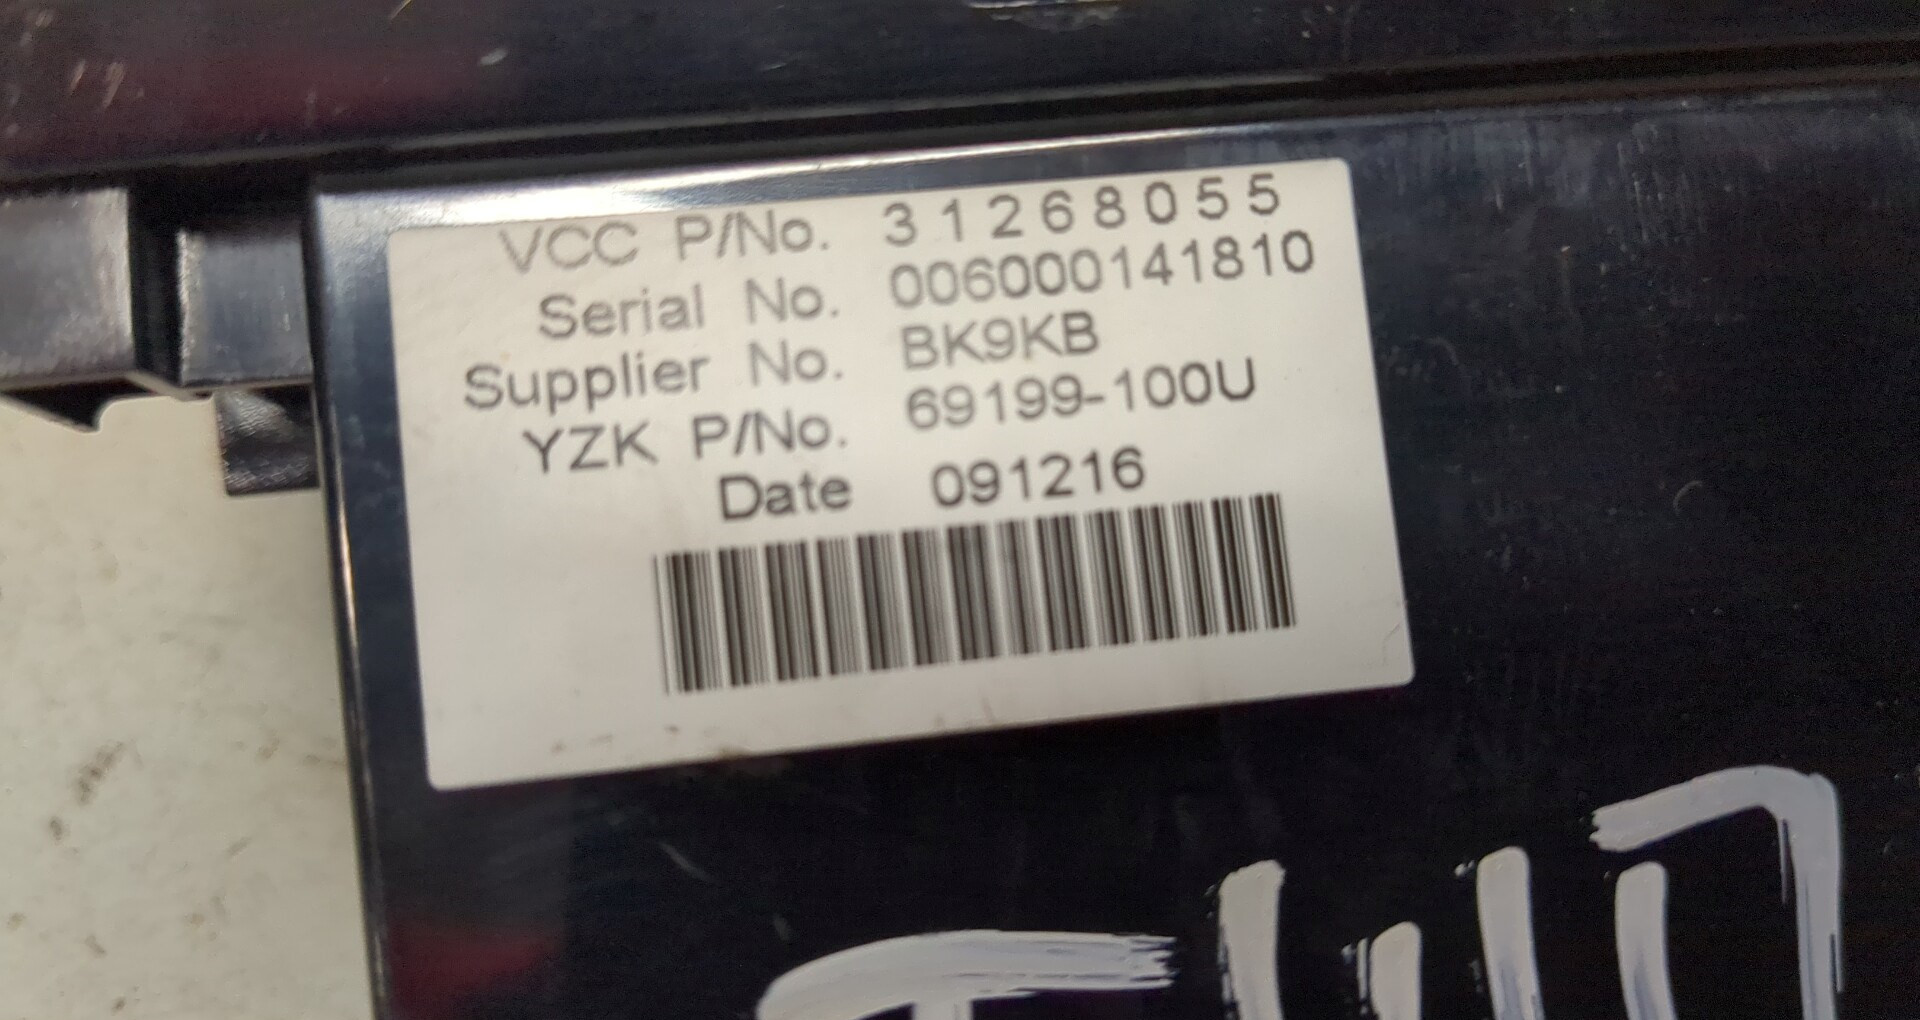 VCC P/No. 31268055
Serial No. 006000141810
Supplier No. BK9KB
YZK P/No. 69199-100U
Date 091216